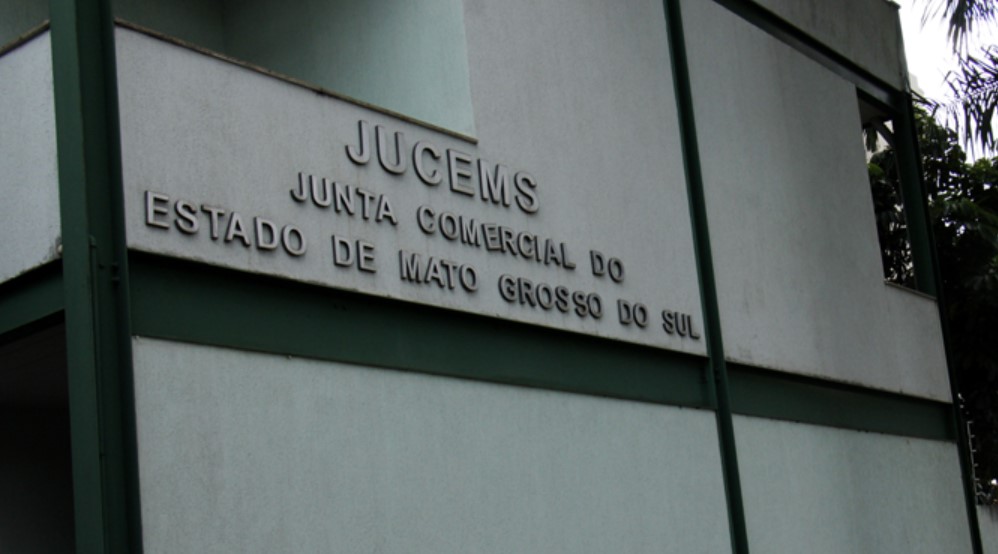 JUCEMS
JUNTA COMERCIAL DO
ESTADO DE MATO GROSSO DO SUL